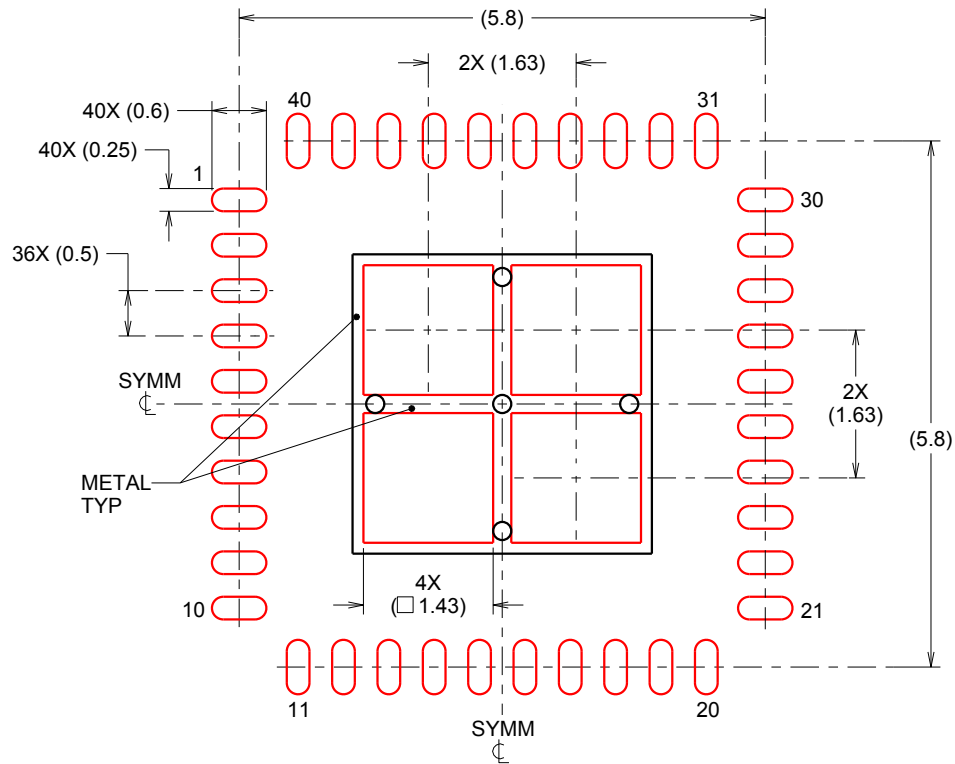 (5.8)
2X (1.63)
40X (0.6)
40
31
40X (0.25)
1
30
36X (0.5)
SYMM
℄
2X
(1.63)
(5.8)
METAL
TYP
4X
(□ 1.43)
10
21
11
20
SYMM
℄